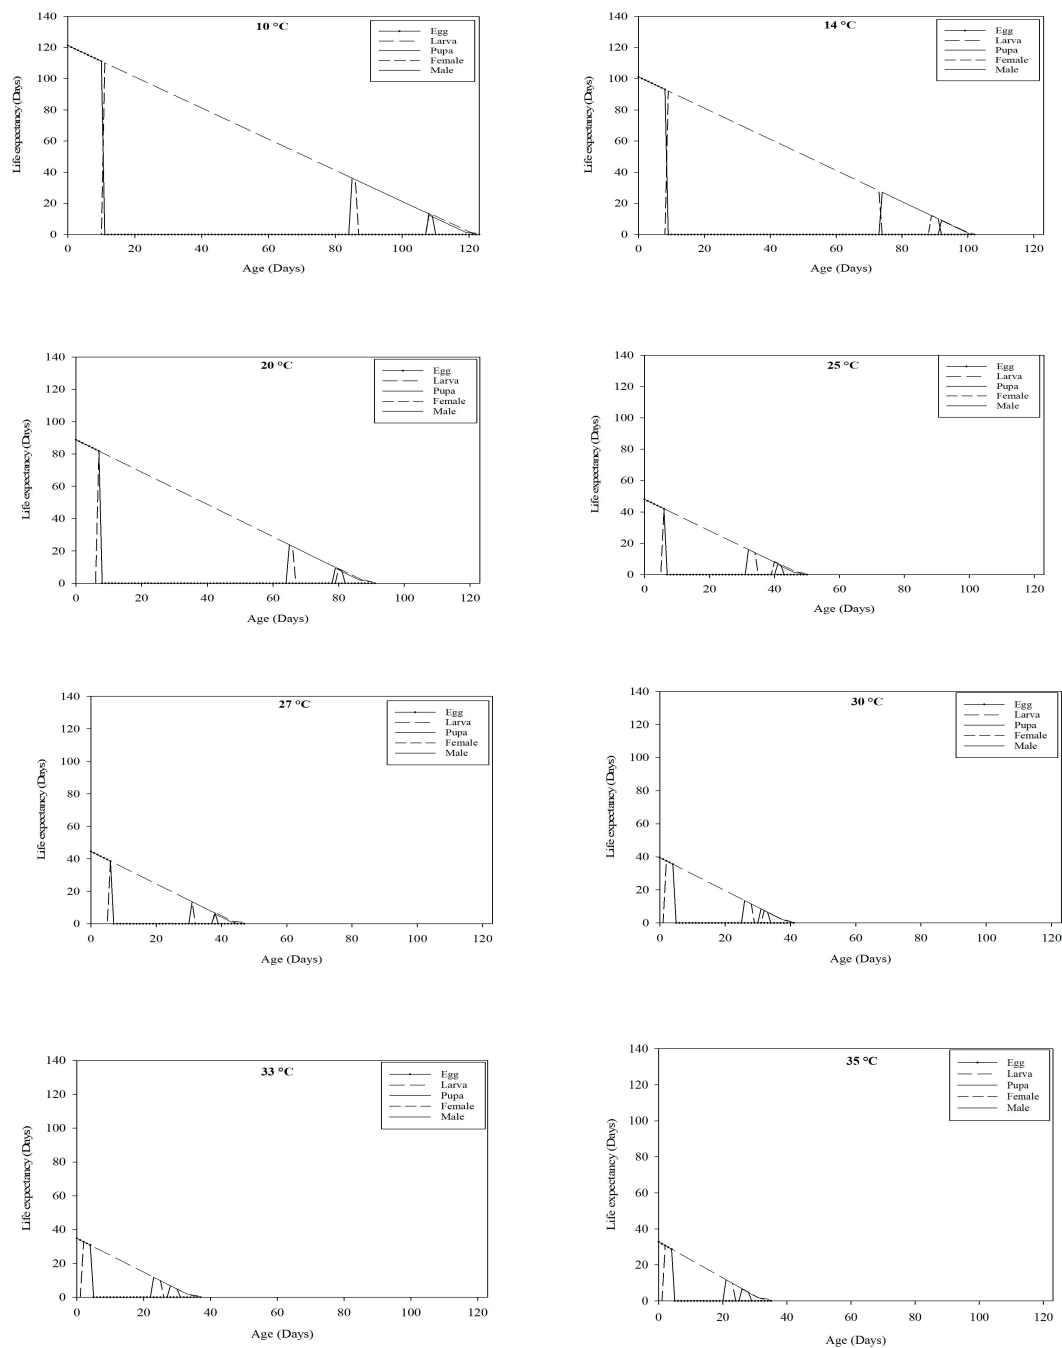 10 °C
Egg
Larva
Pupa
Female
Male
140
120
100
80
60
40
20
0
Life expectancy (Days)
0 20 40 60 80 100 120
Age (Days)
14 °C
Egg
Larva
Pupa
Female
Male
140
120
100
80
60
40
20
0
Life expectancy (Days)
0 20 40 60 80 100 120
Age (Days)
20 °C
Egg
Larva
Pupa
Female
Male
140
120
100
80
60
40
20
0
Life expectancy (Days)
0 20 40 60 80 100 120
Age (Days)
25 °C
Egg
Larva
Pupa
Female
Male
140
120
100
80
60
40
20
0
Life expectancy (Days)
0 20 40 60 80 100 120
Age (Days)
27 °C
Egg
Larva
Pupa
Female
Male
140
120
100
80
60
40
20
0
Life expectancy (Days)
0 20 40 60 80 100 120
Age (Days)
30 °C
Egg
Larva
Pupa
Female
Male
140
120
100
80
60
40
20
0
Life expectancy (Days)
0 20 40 60 80 100 120
Age (Days)
33 °C
Egg
Larva
Pupa
Female
Male
140
120
100
80
60
40
20
0
Life expectancy (Days)
0 20 40 60 80 100 120
Age (Days)
35 °C
Egg
Larva
Pupa
Female
Male
140
120
100
80
60
40
20
0
Life expectancy (Days)
0 20 40 60 80 100 120
Age (Days)